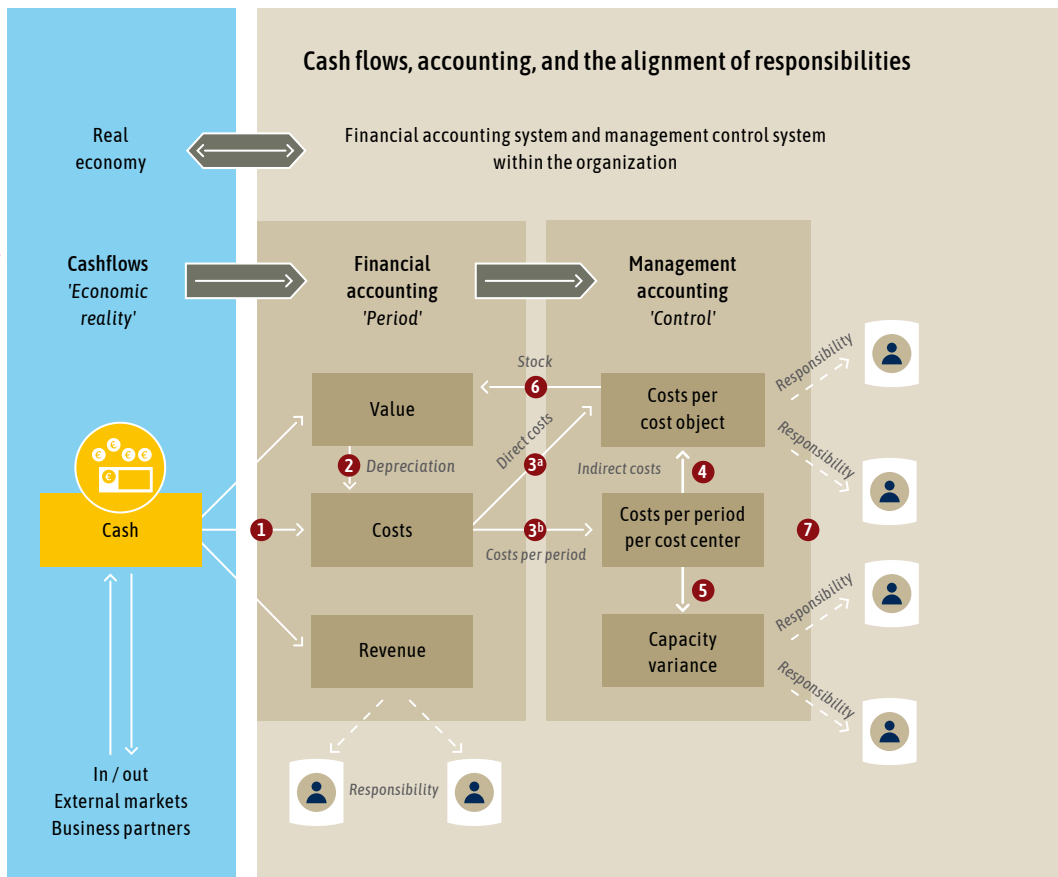 Cash flows, accounting, and the alignment of responsibilities
Real
economy
Financial accounting system and management control system
within the organization
Cashflows
'Economic
reality'
Financial
accounting
'Period'
Management
accounting
'Control'
Responsibility
Stock
6
Value
Costs per
cost object
Direct costs
2
Depreciation
3a
Indirect costs
4
Responsibility
€ € € €
€
Cash
1
Costs
3b
Costs per period
Costs per period
per cost center
7
5
Responsibility
Revenue
Capacity
variance
Responsibility
Responsibility
In / out
External markets
Business partners